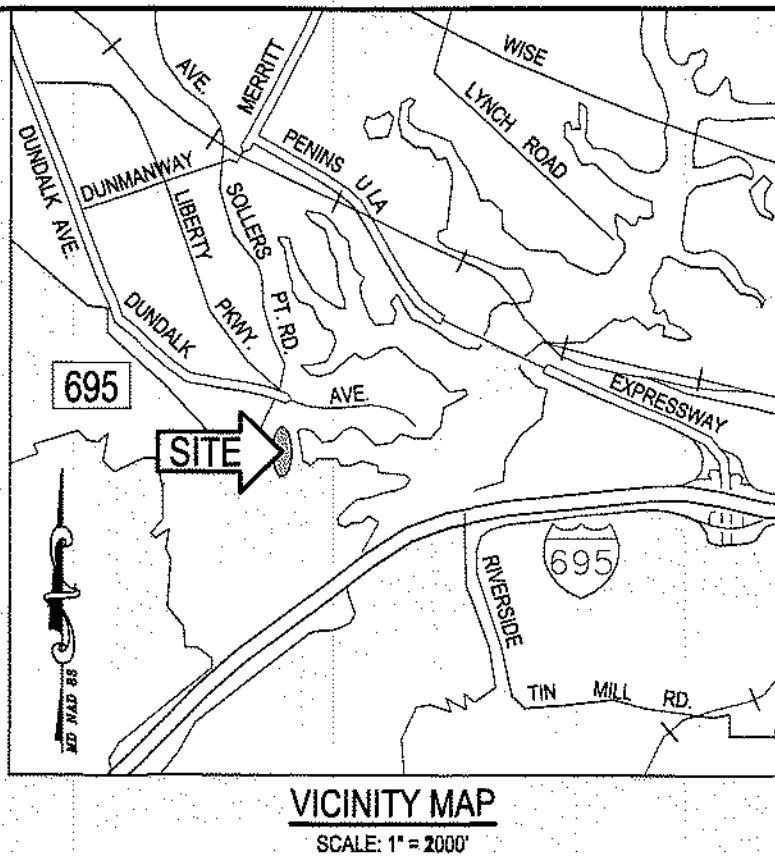 WISE
AVE.
MERRITT
LYNCH ROAD
PENINS ULA
DUNDALK AVE.
DUNMANWAY
LIBERTY
PKWY.
SOLLERS
PT. RD.
DUNDALK
AVE.
695
EXPRESSWAY
SITE
695
RIVERSIDE
TIN MILL RD.
MD NAD 83
VICINITY MAP
SCALE: 1" = 2000'